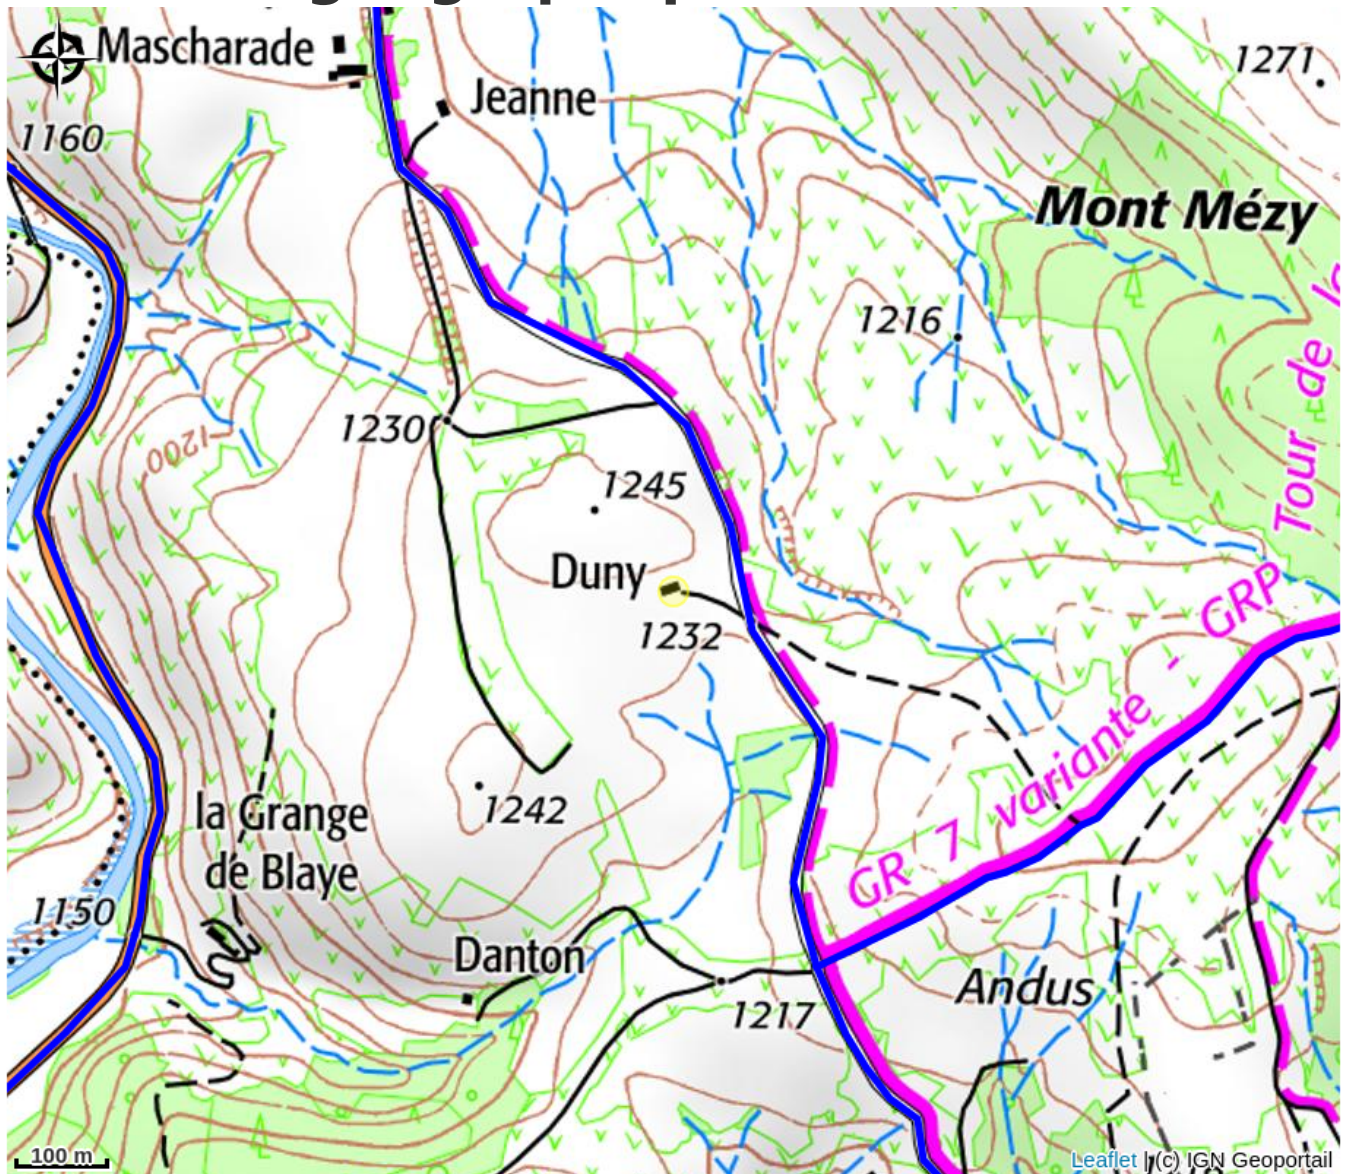 Mascharade
Jeanne
1271
1160
Mont Mézy
1216
Tour de
1230
1200
1245
Duny
1232
GR 7 variante - GRP
1242
la Grange
de Blaye
1150
Danton
Andus
1217
100 m
Leaflet | (c) IGN Geoportail